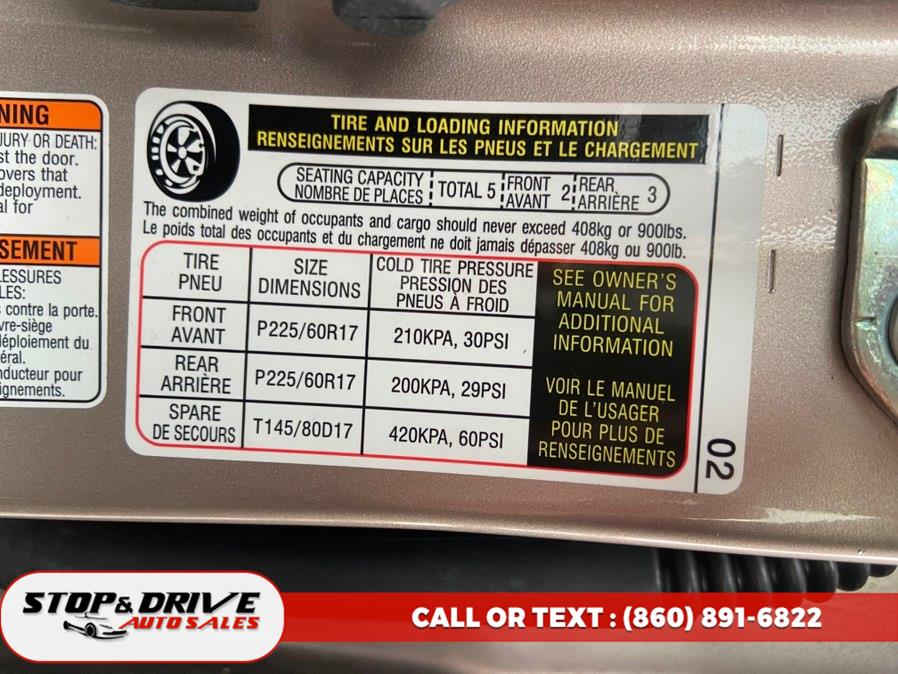 NING
JURY OR DEATH:
st the door.
overs that
deployment.
al for
SEMENT
LESSURES
LES:
s contre la porte.
vre-siège
déploiement du
éral.
nducteur pour
ignements.
TIRE AND LOADING INFORMATION
RENSEIGNEMENTS SUR LES PNEUS ET LE CHARGEMENT
SEATING CAPACITY
NOMBRE DE PLACES
TOTAL 5
FRONT
AVANT 2
REAR
ARRIÈRE 3
The combined weight of occupants and cargo should never exceed 408kg or 900lbs.
Le poids total des occupants et du chargement ne doit jamais dépasser 408kg ou 900lb.
TIRE
PNEU
SIZE
DIMENSIONS
COLD TIRE PRESSURE
PRESSION DES
PNEUS À FROID
FRONT
AVANT
P225/60R17
210KPA, 30PSI
REAR
ARRIÈRE
P225/60R17
200KPA, 29PSI
SPARE
DE SECOURS
T145/80D17
420KPA, 60PSI
SEE OWNER'S
MANUAL FOR
ADDITIONAL
INFORMATION
VOIR LE MANUEL
DE L'USAGER
POUR PLUS DE
RENSEIGNEMENTS
02
STOP & DRIVE
AUTO SALES
CALL OR TEXT : (860) 891-6822